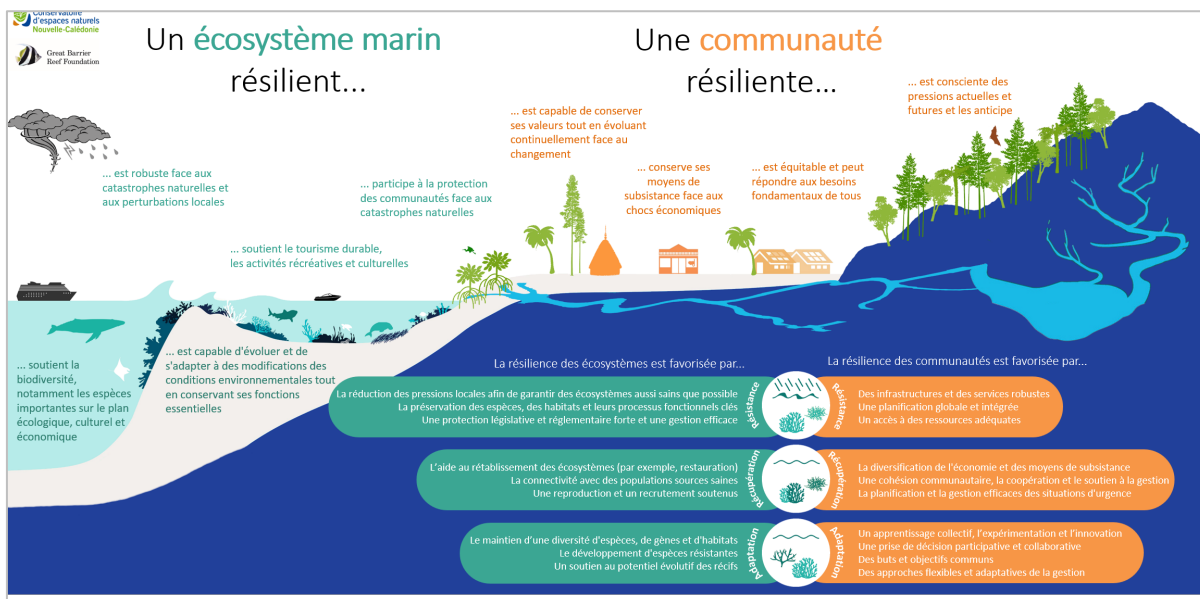 Conservatoire
d'espaces naturels
Nouvelle-Calédonie
Great Barrier
Reef Foundation
Un écosystème marin
résilient...
Une communauté
résiliente...
... est robuste face aux
catastrophes naturelles et
aux perturbations locales
... participe à la protection
des communautés face aux
catastrophes naturelles
... soutient le tourisme durable,
les activités récréatives et culturelles
... soutient la
biodiversité,
notamment les espèces
importantes sur le plan
écologique, culturel et
économique
... est capable d'évoluer et de
s'adapter à des modifications des
conditions environnementales tout
en conservant ses fonctions
essentielles
... est capable de conserver
ses valeurs tout en évoluant
continuellement face au
changement
... conserve ses
moyens de
subsistance face aux
chocs économiques
... est équitable et peut
répondre aux besoins
fondamentaux de tous
... est consciente des
pressions actuelles et
futures et les anticipe
La résilience des écosystèmes est favorisée par...
La résilience des communautés est favorisée par...
La réduction des pressions locales afin de garantir des écosystèmes aussi sains que possible
La préservation des espèces, des habitats et leurs processus fonctionnels clés
Une protection législative et réglementaire forte et une gestion efficace
Résistance
Résistance
Des infrastructures et des services robustes
Une planification globale et intégrée
Un accès à des ressources adéquates
L'aide au rétablissement des écosystèmes (par exemple, restauration)
La connectivité avec des populations sources saines
Une reproduction et un recrutement soutenus
Récupération
Récupération
La diversification de l'économie et des moyens de subsistance
Une cohésion communautaire, la coopération et le soutien à la gestion
La planification et la gestion efficaces des situations d'urgence
Le maintien d'une diversité d'espèces, de gènes et d'habitats
Le développement d'espèces résistantes
Un soutien au potentiel évolutif des récifs
Adaptation
Adaptation
Un apprentissage collectif, l'expérimentation et l'innovation
Une prise de décision participative et collaborative
Des buts et objectifs communs
Des approches flexibles et adaptatives de la gestion